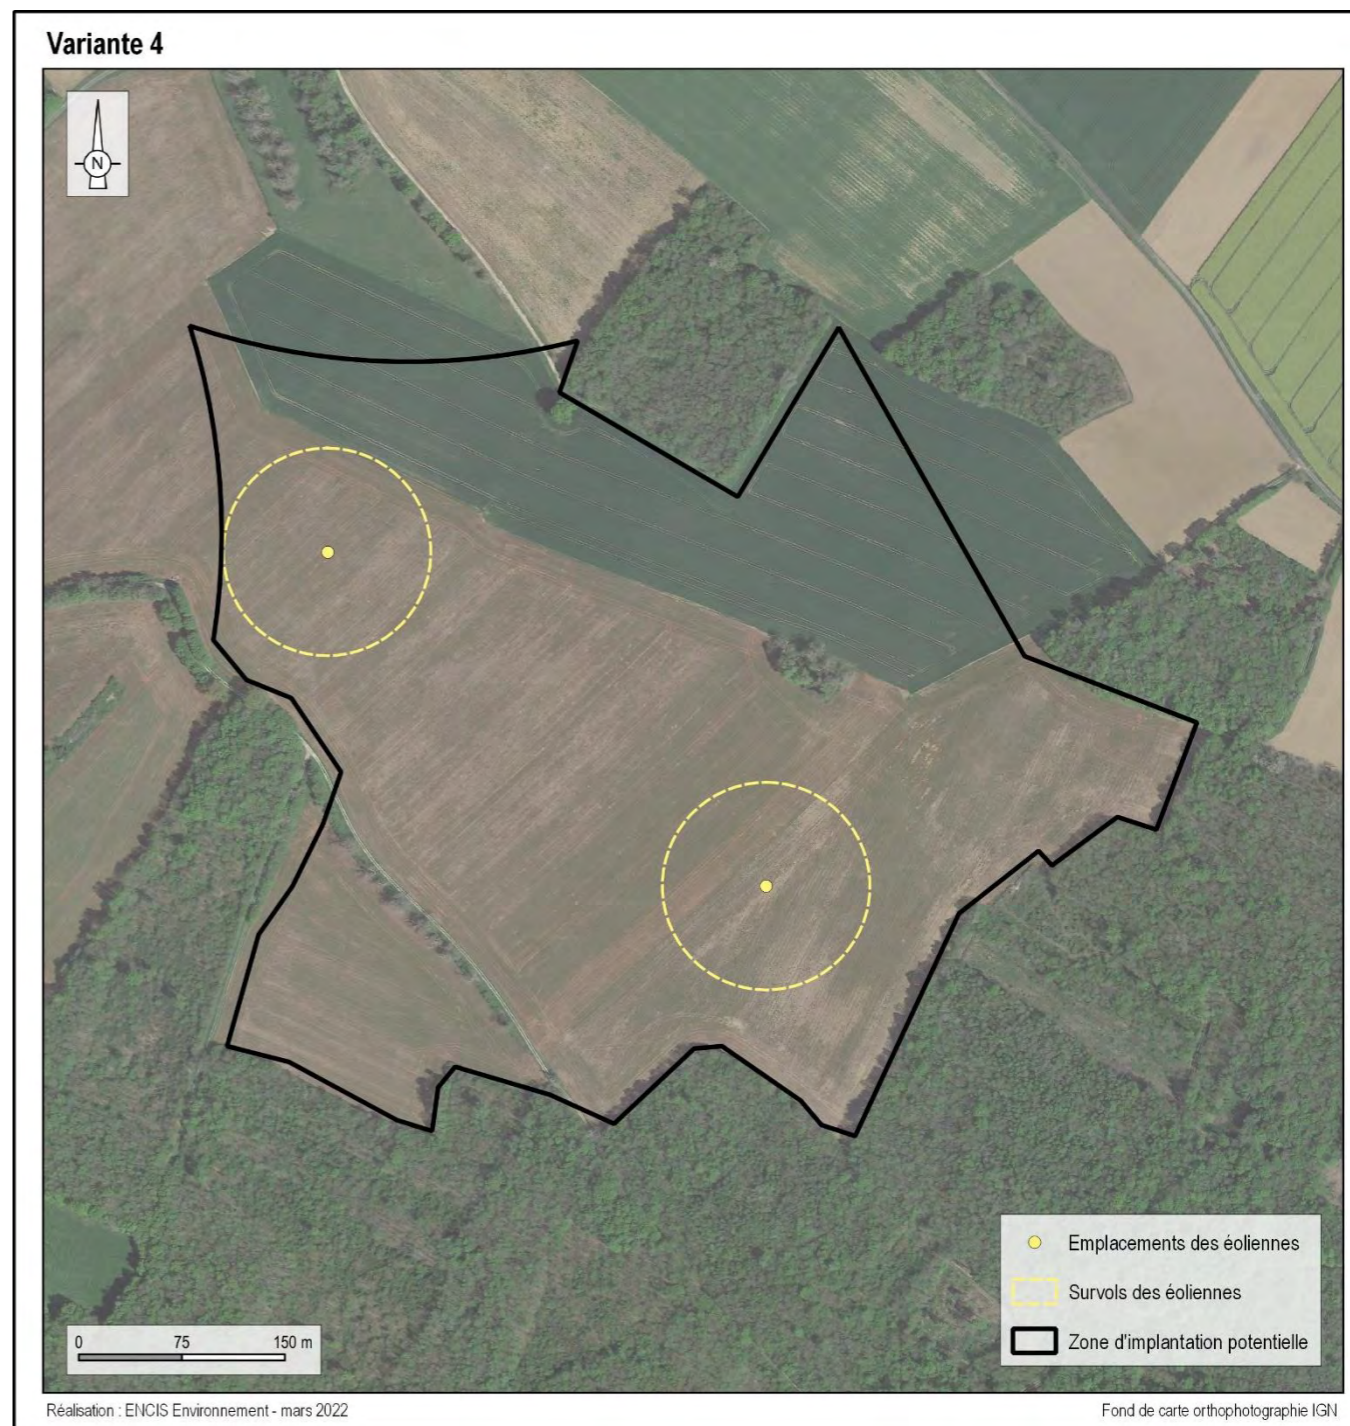 Variante 4
N
Emplacements des éoliennes
Survols des éoliennes
Zone d'implantation potentielle
0 75 150 m
Réalisation : ENCIS Environnement - mars 2022
Fond de carte orthophotographie IGN